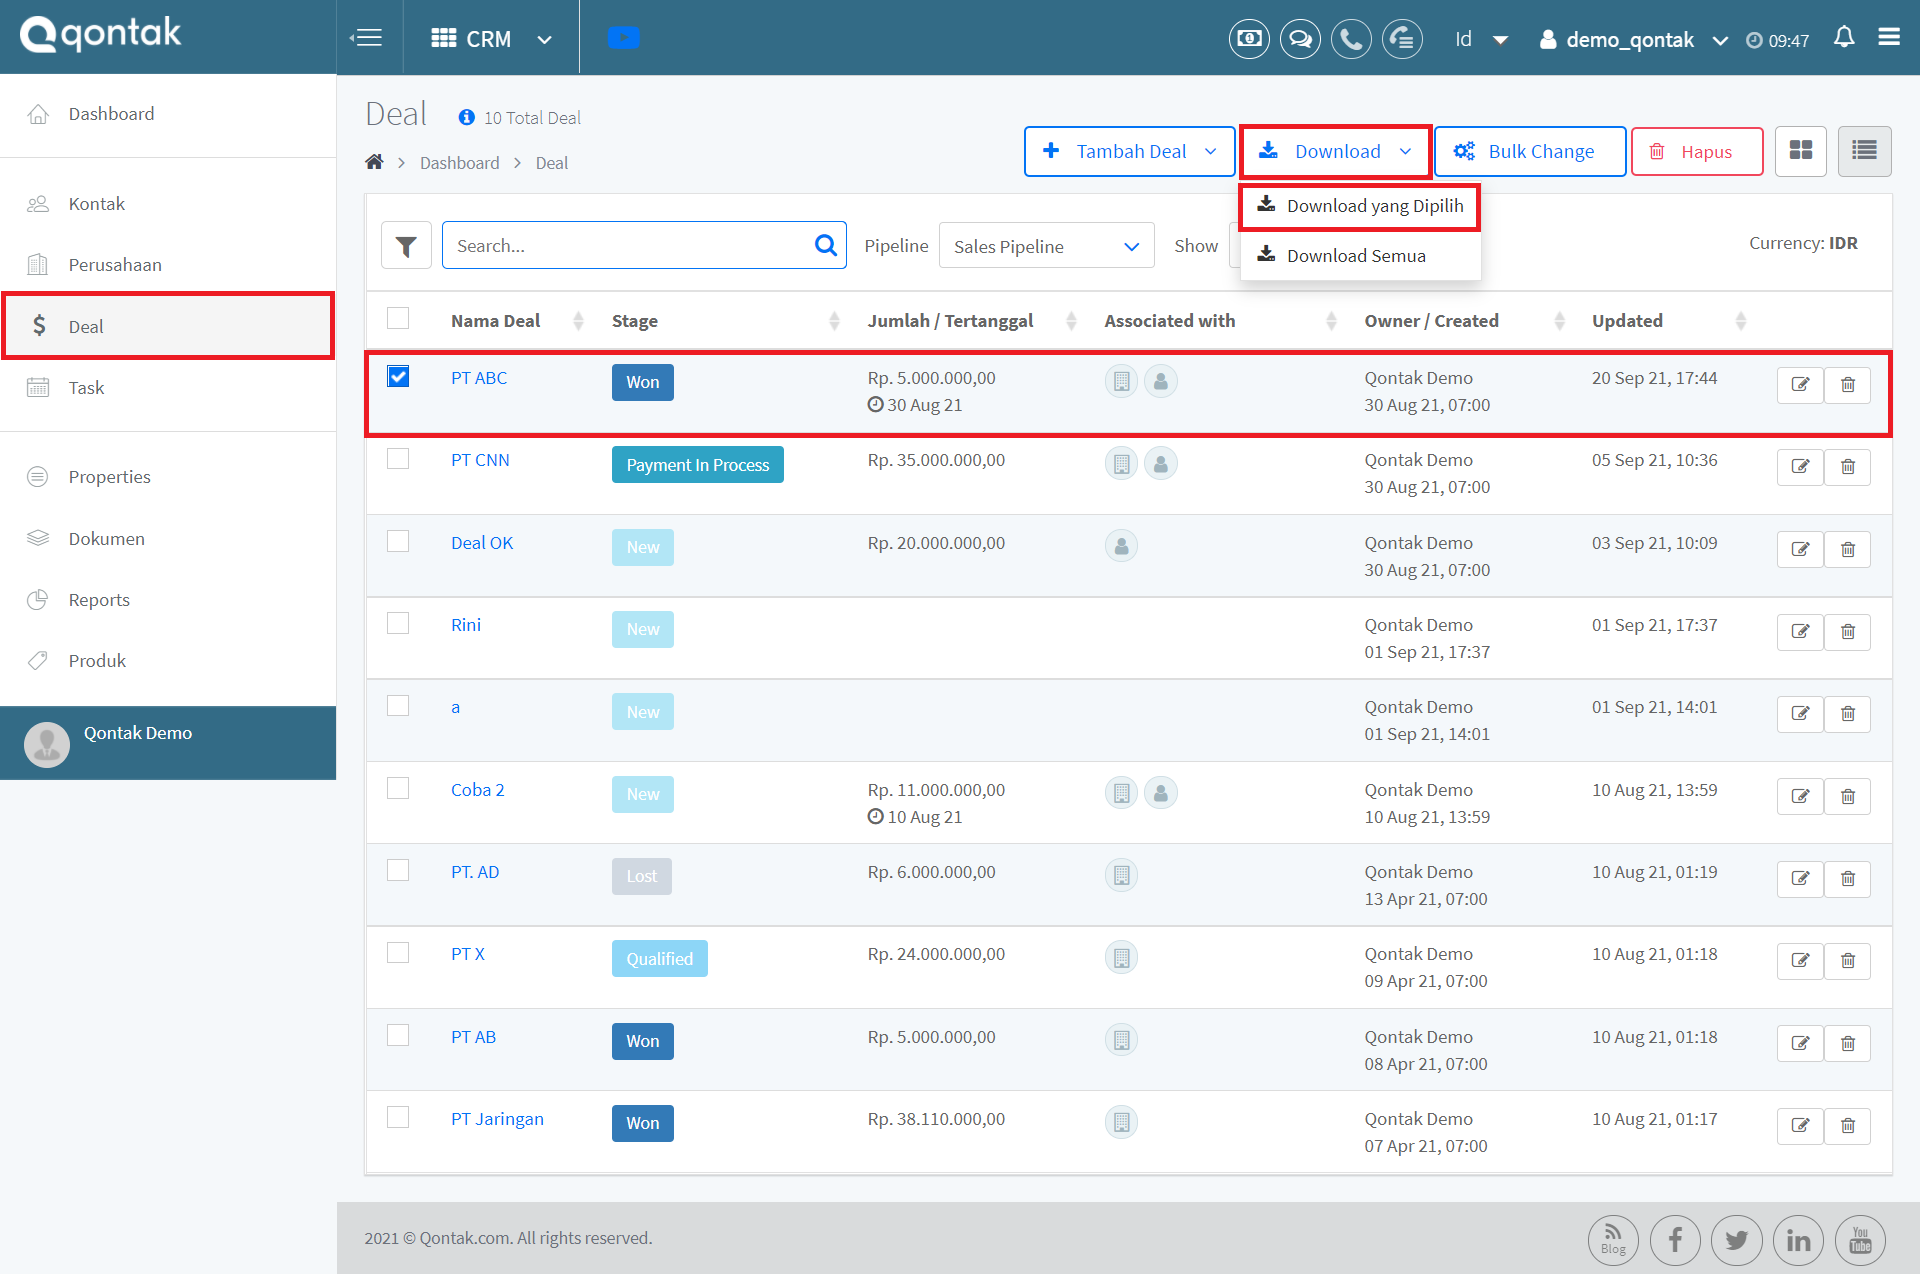 qontak
CRM
Id
demo_qontak
09:47
Dashboard
Kontak
Perusahaan
Deal
Task
Properties
Dokumen
Reports
Produk
Qontak Demo
Deal
10 Total Deal
Dashboard
Deal
Tambah Deal
Download
Bulk Change
Hapus
Download yang Dipilih
Download Semua
Search...
Pipeline
Sales Pipeline
Show
Currency: IDR
Nama Deal Stage Jumlah / Tertanggal Associated with Owner / Created Updated
PT ABC Won Rp. 5.000.000,00 Qontak Demo 20 Sep 21, 17:44
30 Aug 21 30 Aug 21, 07:00
PT CNN Payment In Process Rp. 35.000.000,00 Qontak Demo 05 Sep 21, 10:36
30 Aug 21, 07:00
Deal OK New Rp. 20.000.000,00 Qontak Demo 03 Sep 21, 10:09
30 Aug 21, 07:00
Rini New Qontak Demo 01 Sep 21, 17:37
01 Sep 21, 17:37
a New Qontak Demo 01 Sep 21, 14:01
01 Sep 21, 14:01
Coba 2 New Rp. 11.000.000,00 Qontak Demo 10 Aug 21, 13:59
10 Aug 21 10 Aug 21, 13:59
PT. AD Lost Rp. 6.000.000,00 Qontak Demo 10 Aug 21, 01:19
13 Apr 21, 07:00
PT X Qualified Rp. 24.000.000,00 Qontak Demo 10 Aug 21, 01:18
09 Apr 21, 07:00
PT AB Won Rp. 5.000.000,00 Qontak Demo 10 Aug 21, 01:18
08 Apr 21, 07:00
PT Jaringan Won Rp. 38.110.000,00 Qontak Demo 10 Aug 21, 01:17
07 Apr 21, 07:00
2021 © Qontak.com. All rights reserved.
Blog
in
You
Tube